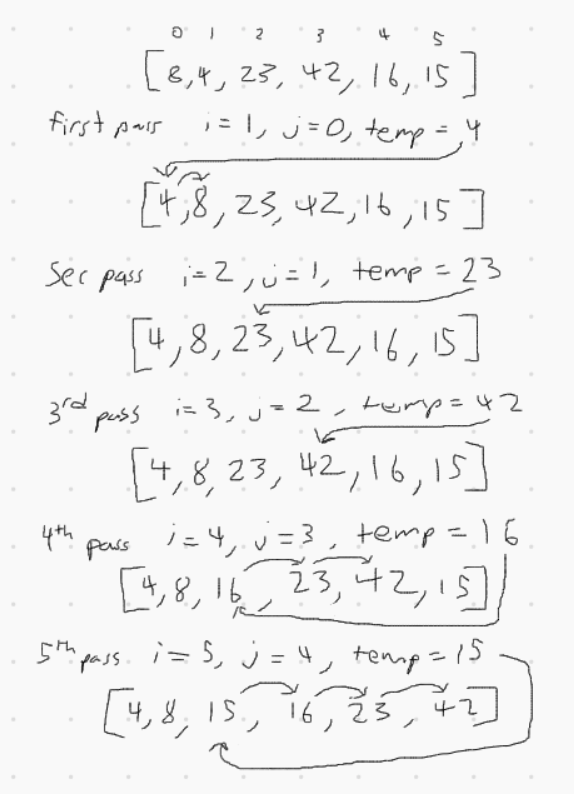 0 1 2 3 4 5
[8,4, 23, 42, 16, 15]
first pass i=1, j=0, temp = 4
[4,8, 23, 42,16,15]
Sec pass i=2, j=1, temp = 23
[4,8,23,42,16,15]
3rd pass i=3, j=2, temp=42
[4,8,23,42,16,15]
4th pass i=4, j=3, temp=16
[4,8,16, 23,42,15]
5th pass i=5, j=4, temp=15
[4,8, 15, 16,23,42]